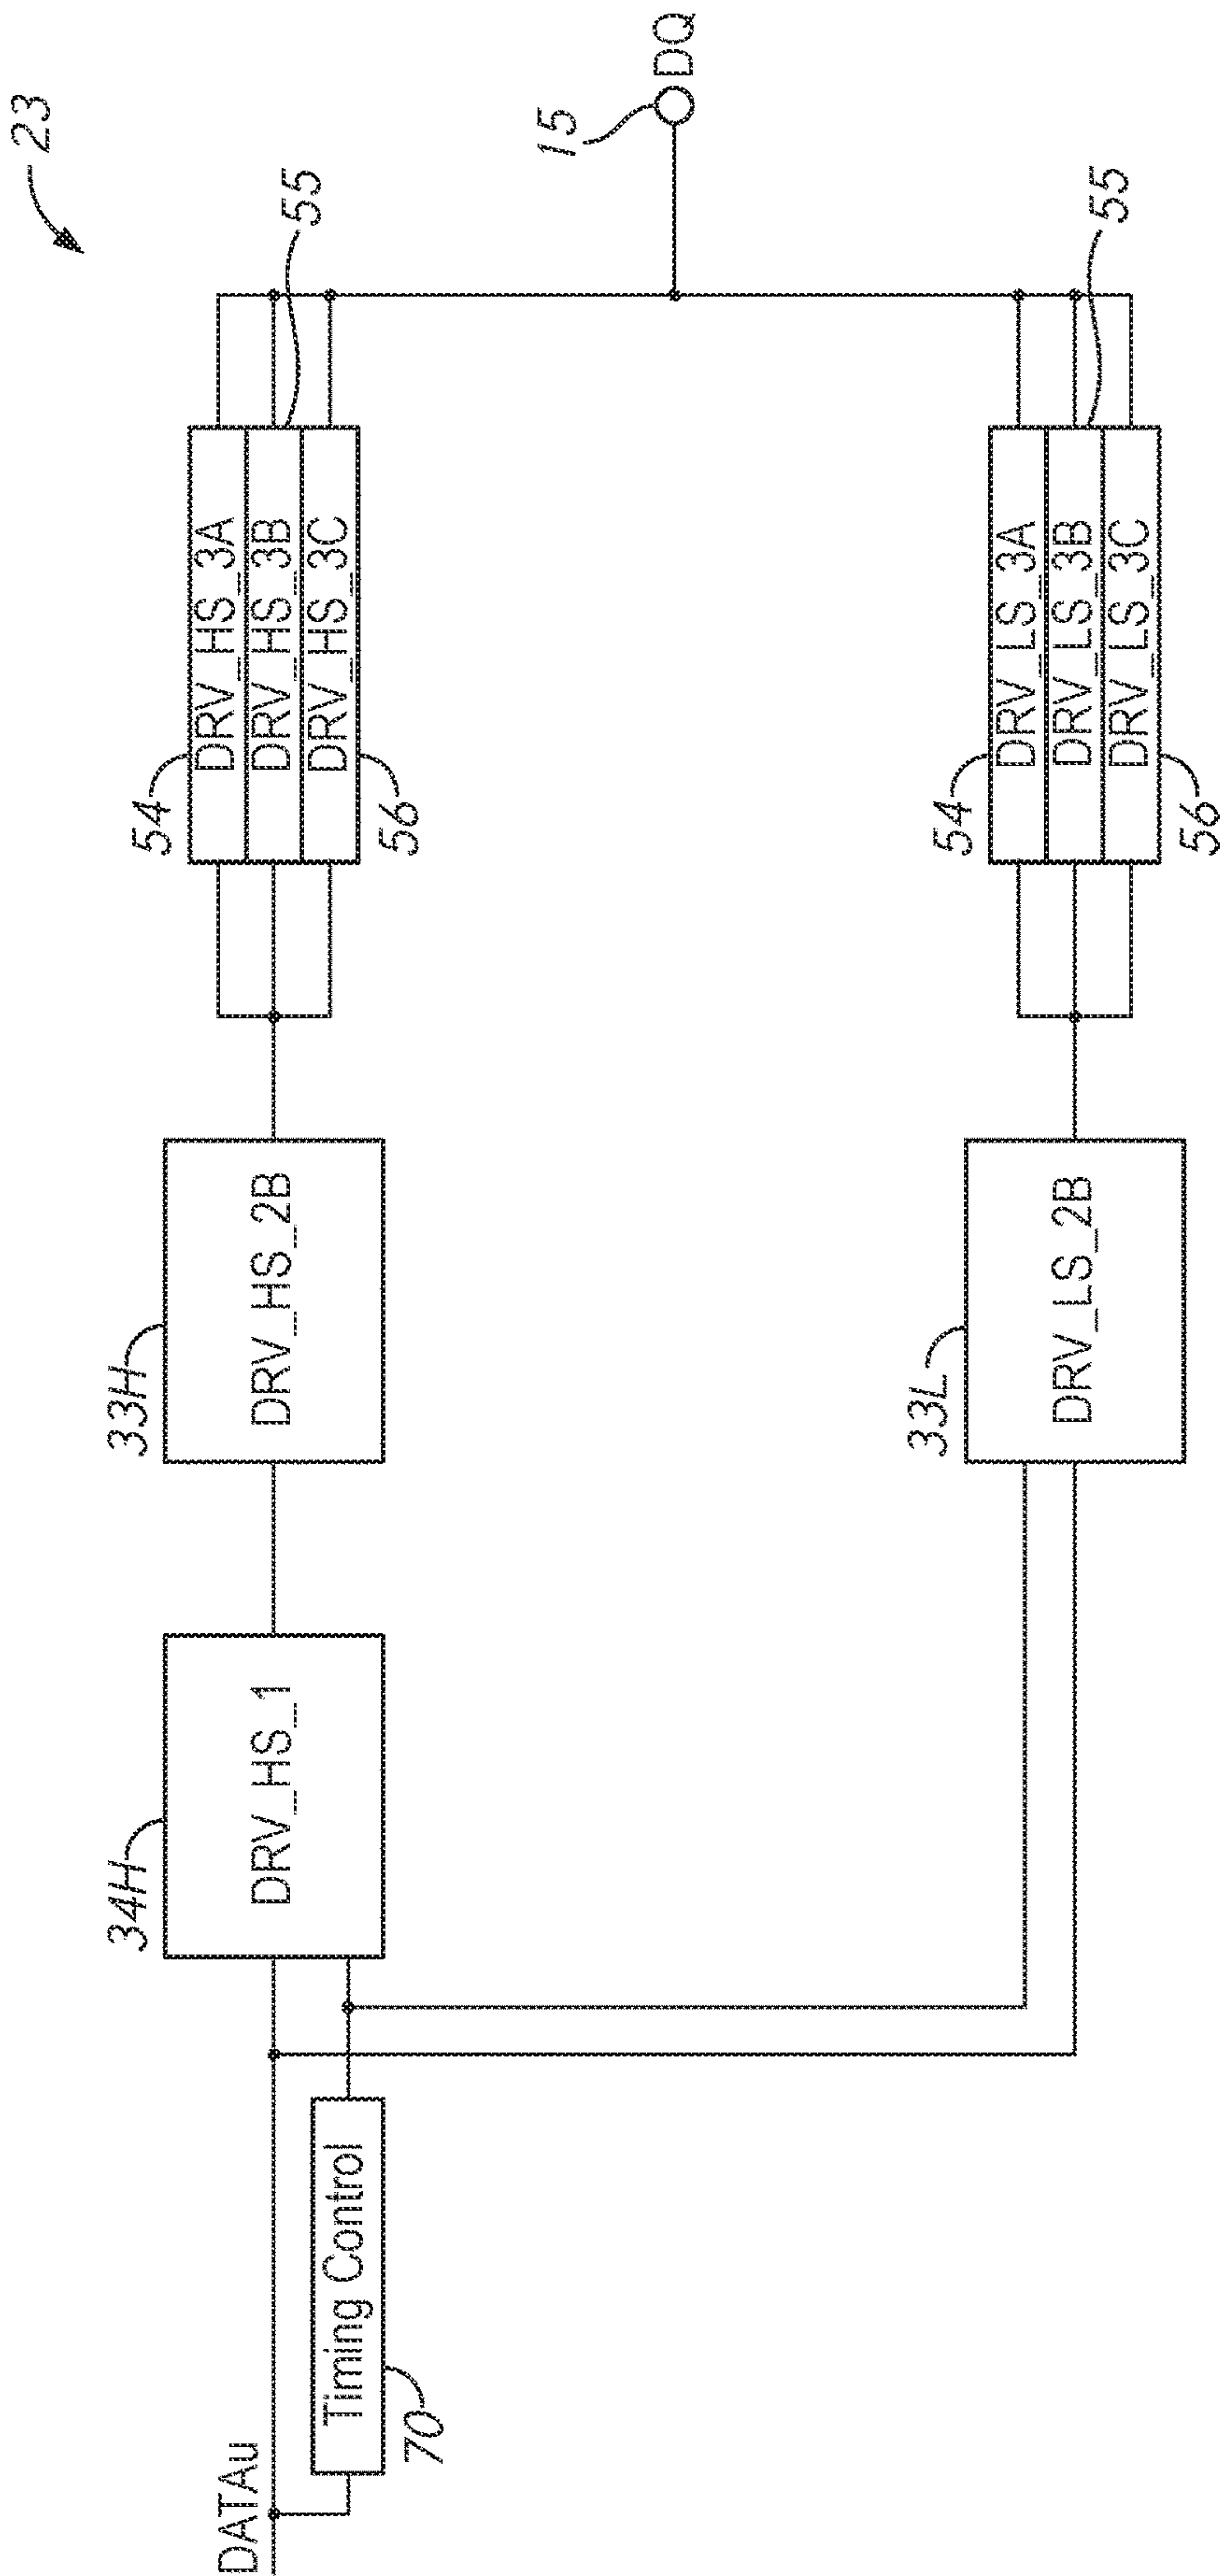 23
DATAu
Timing Control
70
34H
DRV_HS_1
33H
DRV_HS_2B
54
DRV_HS_3A
DRV_HS_3B
DRV_HS_3C
55
56
15
DQ
33L
DRV_LS_2B
54
DRV_LS_3A
DRV_LS_3B
DRV_LS_3C
55
56